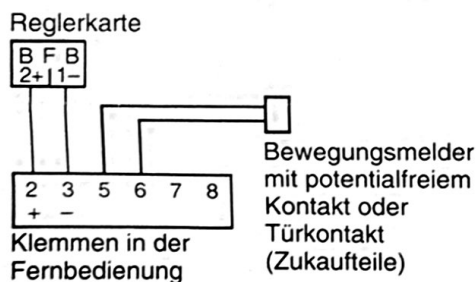 Reglerkarte
B F B
2+ 1–
Bewegungsmelder
mit potentialfreiem
Kontakt oder
Türkontakt
(Zukaufteile)
2 3 5 6 7 8
+ –
Klemmen in der
Fernbedienung